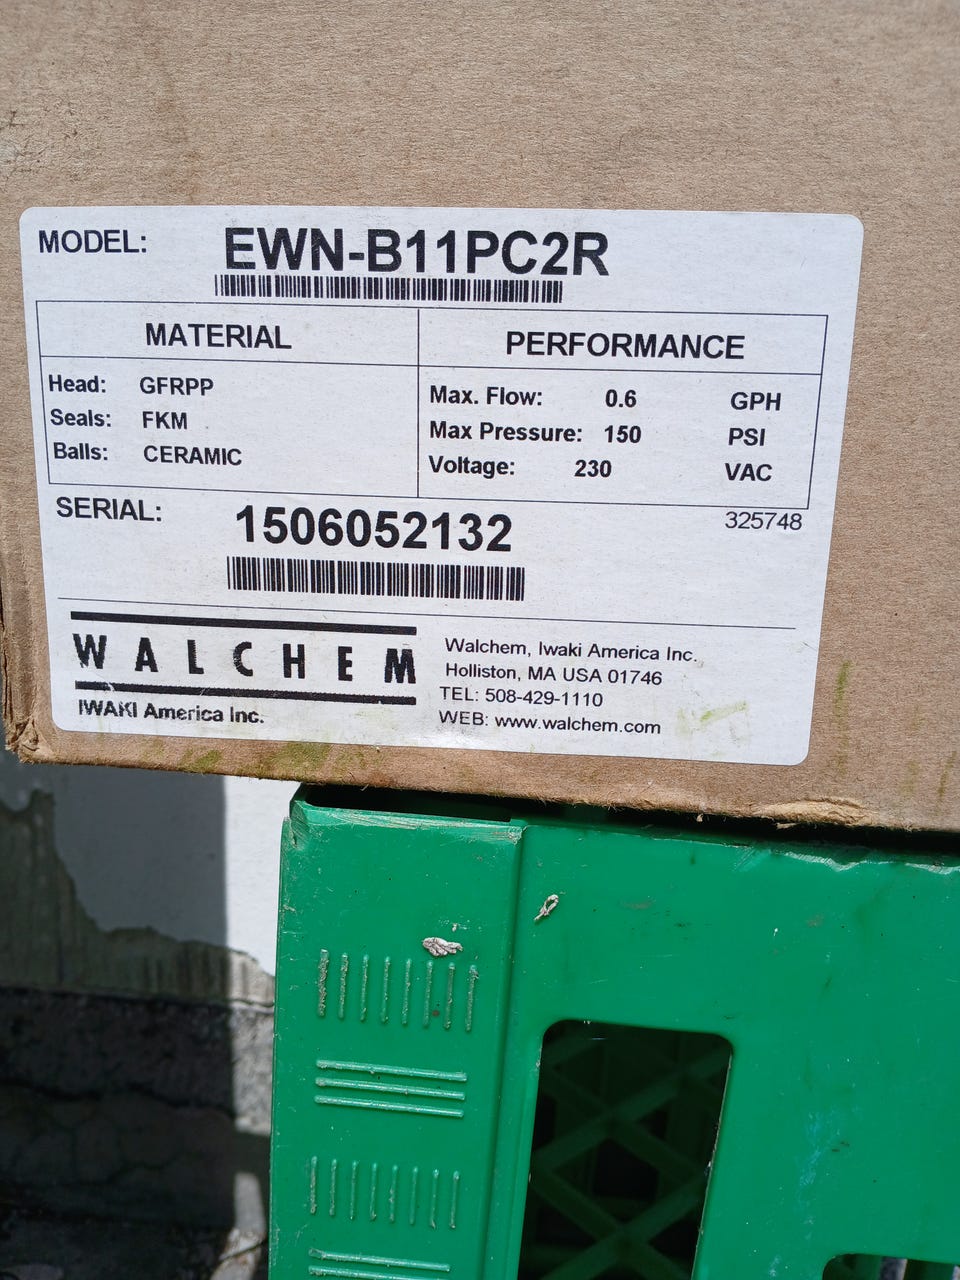 MODEL: EWN-B11PC2R
MATERIAL
Head: GFRPP
Seals: FKM
Balls: CERAMIC
PERFORMANCE
Max. Flow: 0.6 GPH
Max Pressure: 150 PSI
Voltage: 230 VAC
SERIAL: 1506052132
325748
WALCHEM
IWAKI America Inc.
Walchem, Iwaki America Inc.
Holliston, MA USA 01746
TEL: 508-429-1110
WEB: www.walchem.com